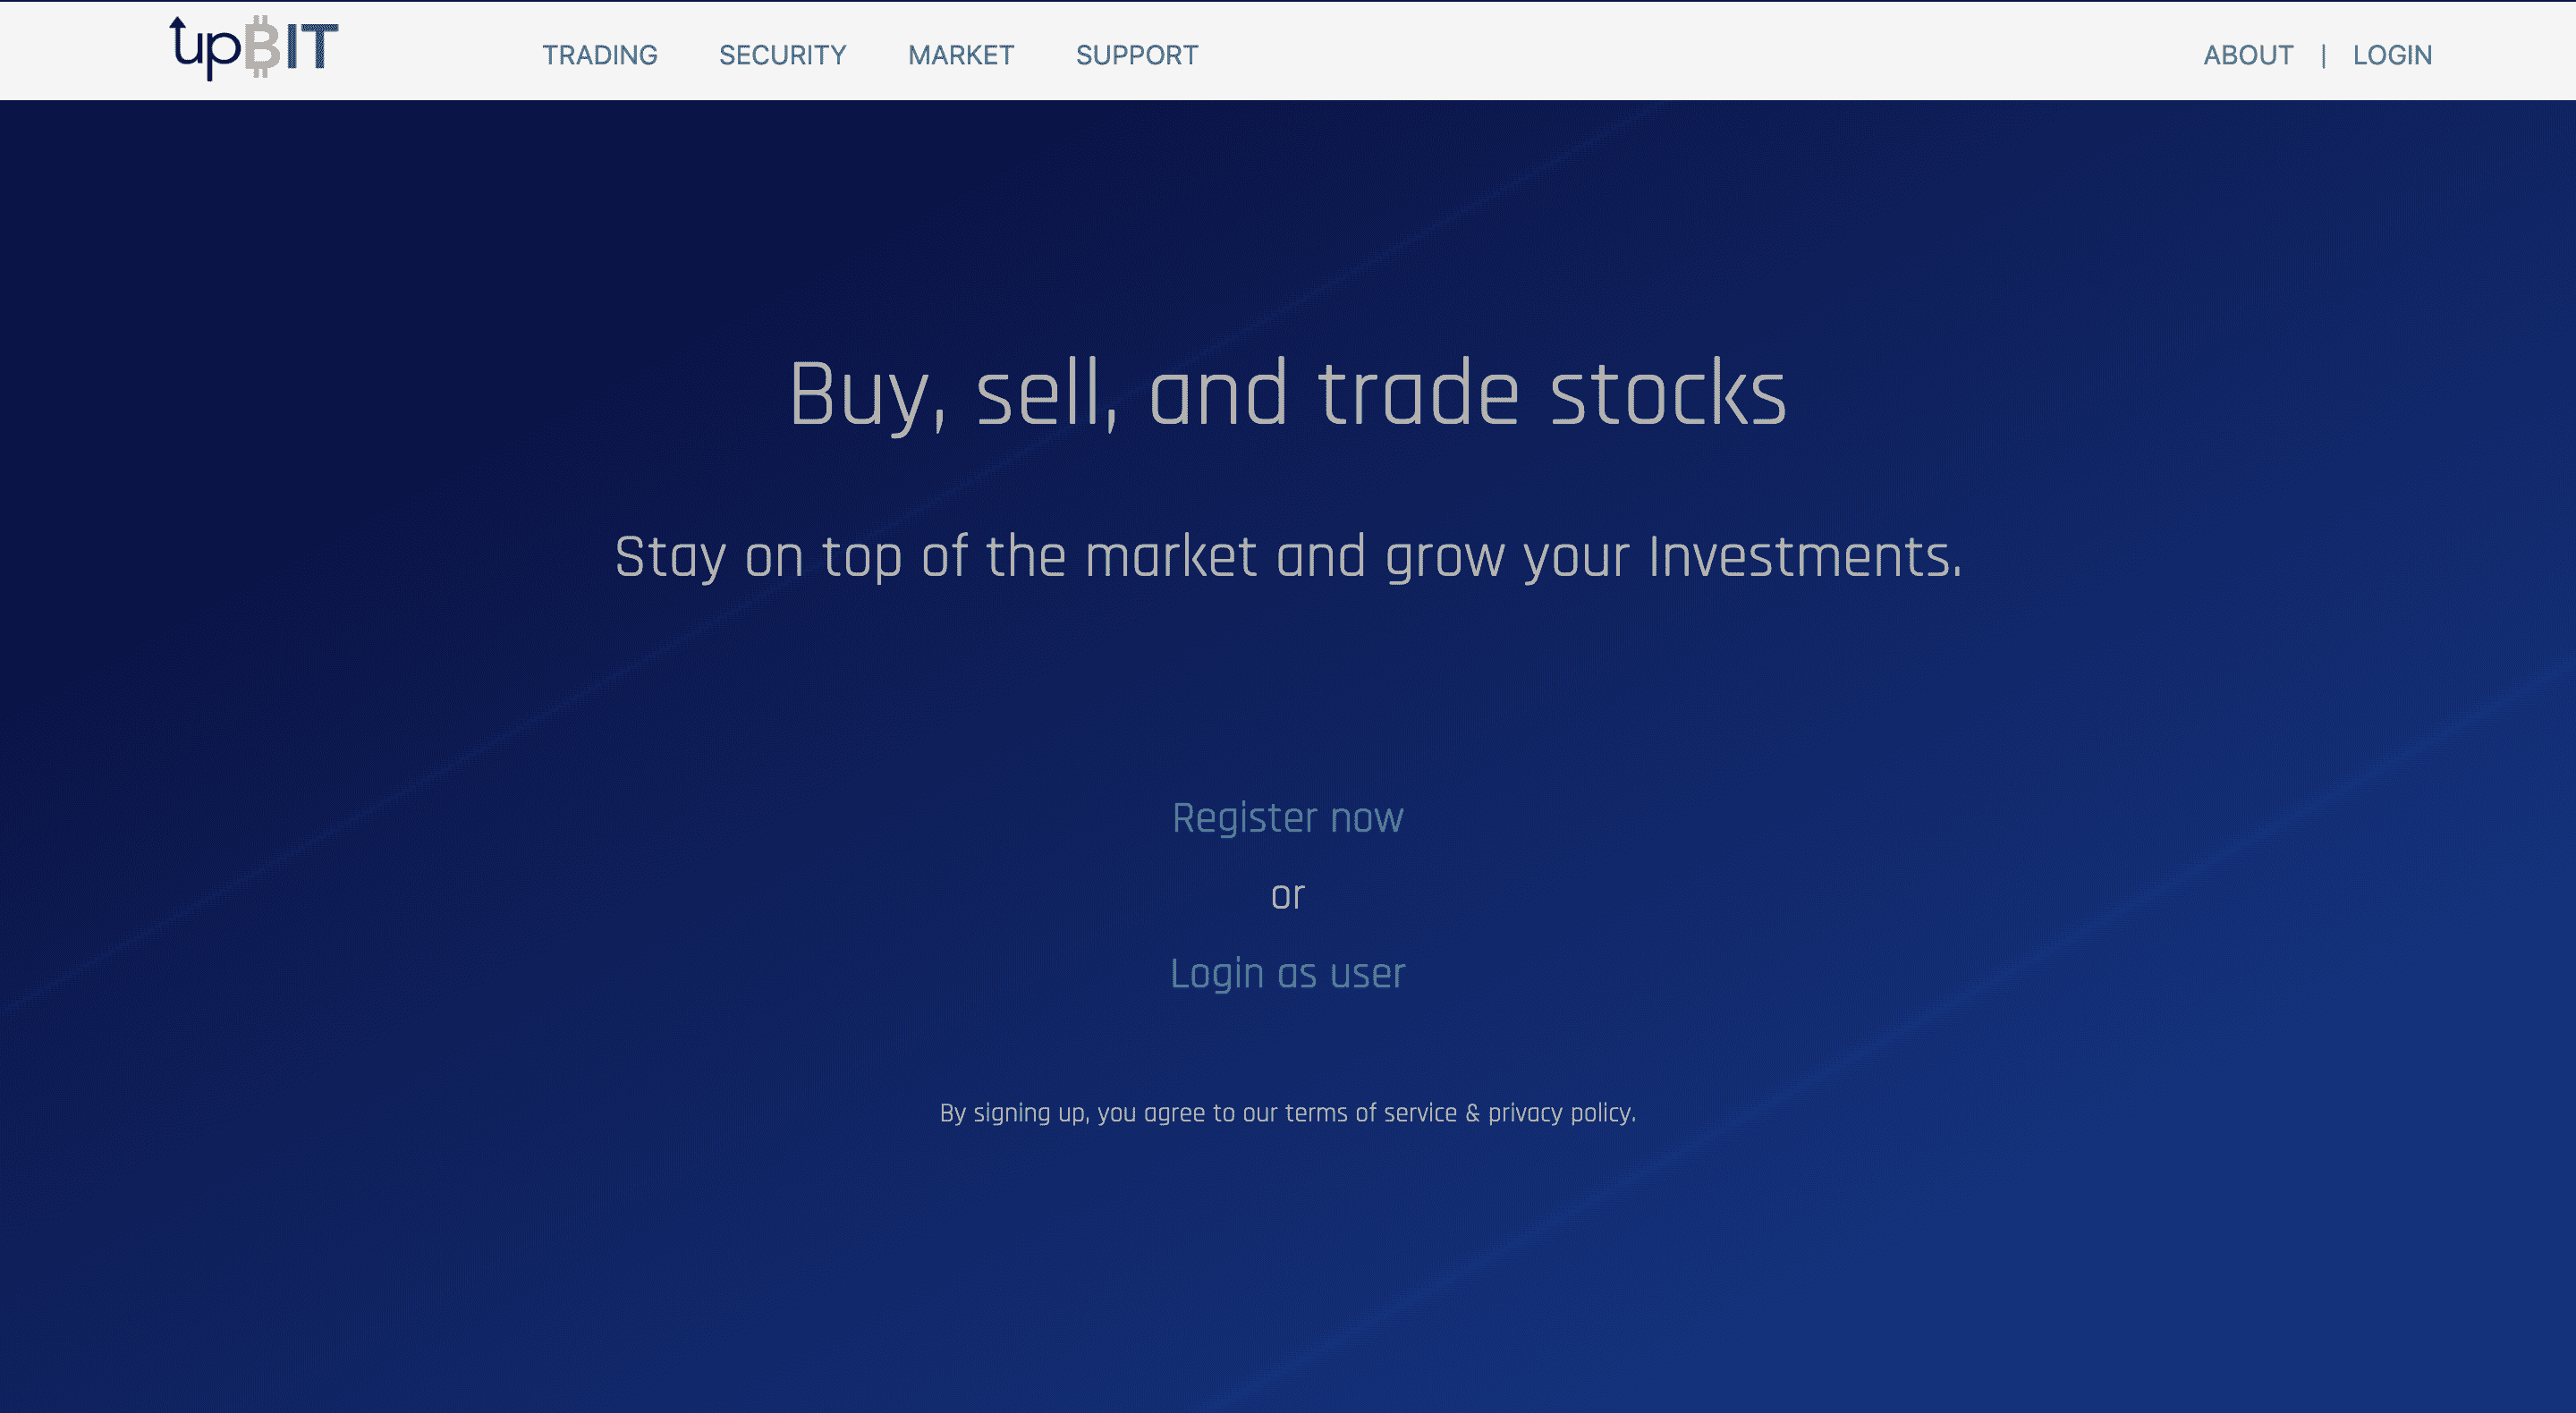 upBIT
TRADING SECURITY MARKET SUPPORT ABOUT | LOGIN
Buy, sell, and trade stocks
Stay on top of the market and grow your Investments.
Register now
or
Login as user
By signing up, you agree to our terms of service & privacy policy.